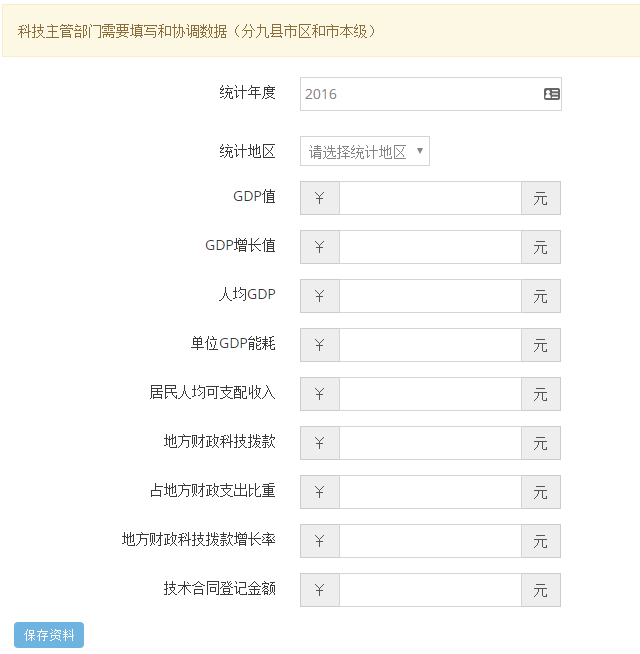 科技主管部门需要填写和协调数据（分九县市区和市本级）
统计年度 2016
统计地区 请选择统计地区
GDP值 ￥ 元
GDP增长值 ￥ 元
人均GDP ￥ 元
单位GDP能耗 ￥ 元
居民人均可支配收入 ￥ 元
地方财政科技拨款 ￥ 元
占地方财政支出比重 ￥ 元
地方财政科技拨款增长率 ￥ 元
技术合同登记金额 ￥ 元
保存资料